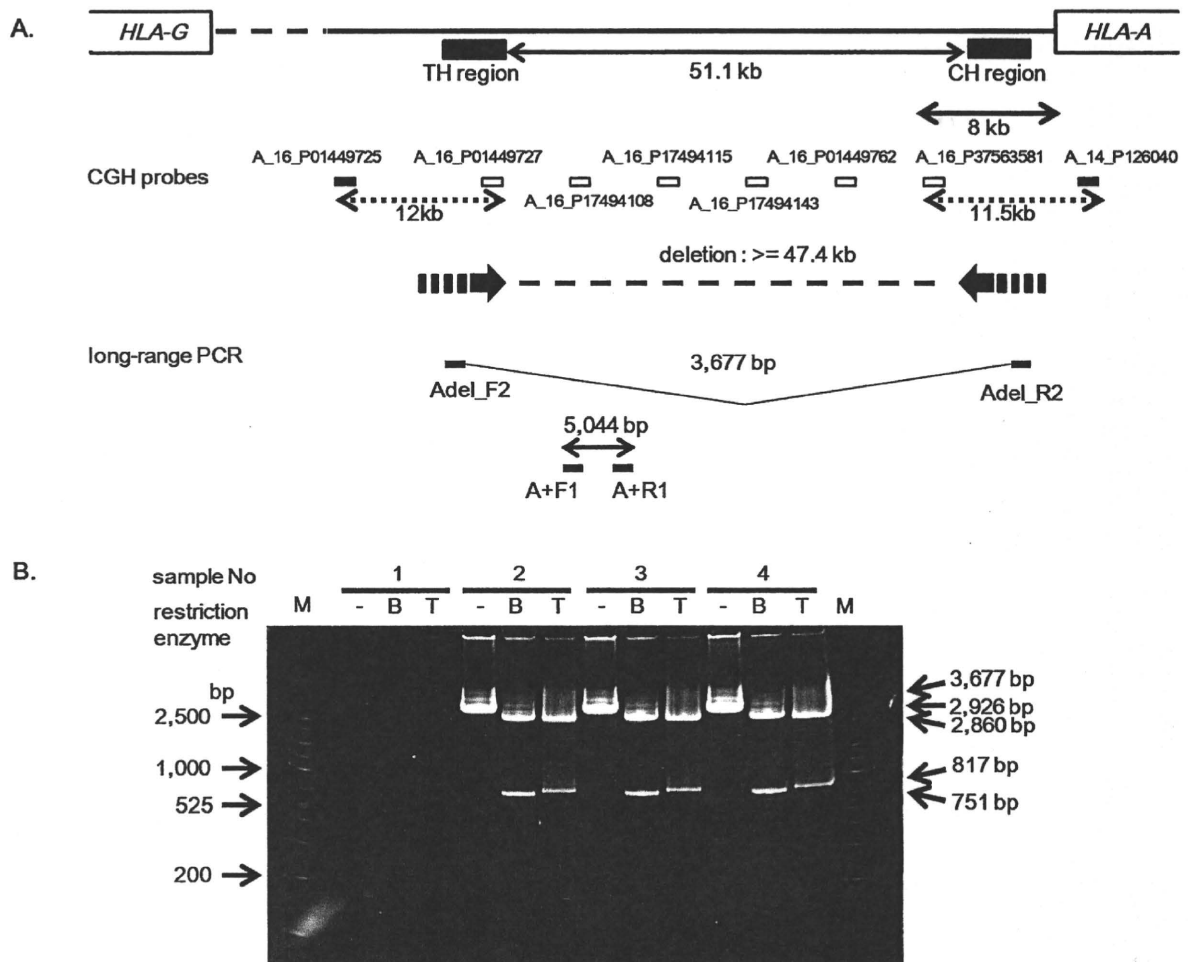 A.
HLA-G
HLA-A
TH region
51.1 kb
CH region
8 kb
A_16_P01449725 A_16_P01449727 A_16_P17494115 A_16_P01449762 A_16_P37563581 A_14_P126040
CGH probes
A_16_P17494108 A_16_P17494143
12kb
11.5kb
deletion : >= 47.4 kb
long-range PCR
3,677 bp
Adel_F2
Adel_R2
5,044 bp
A+F1 A+R1
B.
sample No 1 2 3 4
restriction enzyme
M - B T - B T - B T - B T M
bp
2,500
1,000
525
200
3,677 bp
2,926 bp
2,860 bp
817 bp
751 bp